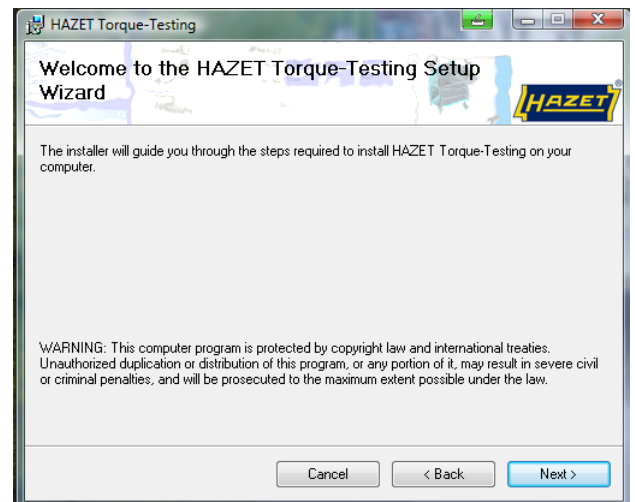 HAZET Torque-Testing
Welcome to the HAZET Torque-Testing Setup
Wizard
HAZET
The installer will guide you through the steps required to install HAZET Torque-Testing on your
computer.
WARNING: This computer program is protected by copyright law and international treaties.
Unauthorized duplication or distribution of this program, or any portion of it, may result in severe civil
or criminal penalties, and will be prosecuted to the maximum extent possible under the law.
Cancel
< Back
Next >